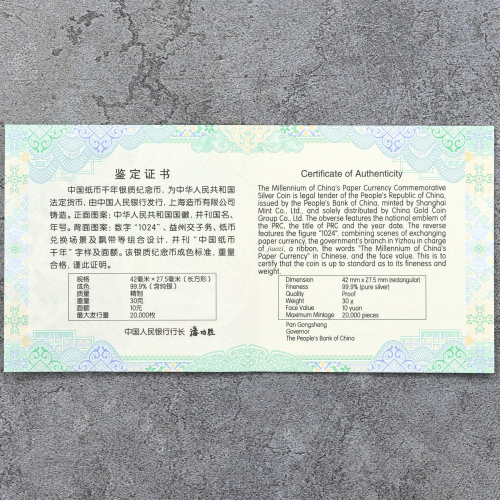 鉴定证书
中国纸币千年银质纪念币，为中华人民共和国
法定货币，由中国人民银行发行，上海造币有限公司
铸造。正面图案：中华人民共和国国徽，并刊国名、
年号。背面图案：数字“1024”、益州交子务、纸币
兑换场景及飘带等组合设计，并刊“中国纸币
千年”字样及面额。该银质纪念币成色标准，重量
合格，谨此证明。
规格 42毫米×27.5毫米（长方形）
成色 99.9%（含纯银）
质量 精制
重量 30克
面额 10元
最大发行量 20,000枚
中国人民银行行长 潘功胜
Certificate of Authenticity
The Millennium of China's Paper Currency Commemorative
Silver Coin is legal tender of the People's Republic of China,
issued by the People's Bank of China, minted by Shanghai
Mint Co., Ltd., and solely distributed by China Gold Coin
Group Co., Ltd. The obverse features the national emblem of
the PRC, the title of PRC and the year date. The reverse
features the figure "1024", combining scenes of exchanging
paper currency, the government's branch in Yizhou in charge
of jiaozi, a ribbon, the words "The Millennium of China's
Paper Currency" in Chinese, and the face value. This is to
certify that the coin is up to standard as to its fineness and
weight.
Dimension 42 mm x 27.5 mm (rectangular)
Fineness 99.9% (pure silver)
Quality Proof
Weight 30 g
Face Value 10 yuan
Maximum Mintage 20,000 pieces
Pan Gongsheng
Governor
The People's Bank of China